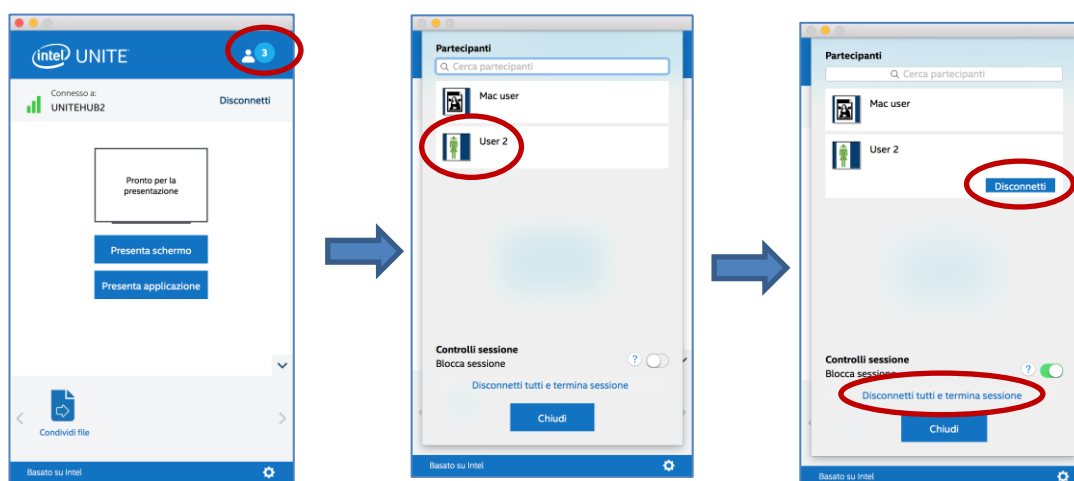 intel UNITE
3
Connesso a:
UNITEHUB2
Disconnetti
Pronto per la
presentazione
Presenta schermo
Presenta applicazione
Condividi file
Basato su Intel
Partecipanti
Cerca partecipanti
Mac user
User 2
Controlli sessione
Blocca sessione
?
Disconnetti tutti e termina sessione
Chiudi
Basato su Intel
Partecipanti
Cerca partecipanti
Mac user
User 2
Disconnetti
Controlli sessione
Blocca sessione
?
Disconnetti tutti e termina sessione
Chiudi
Basato su Intel